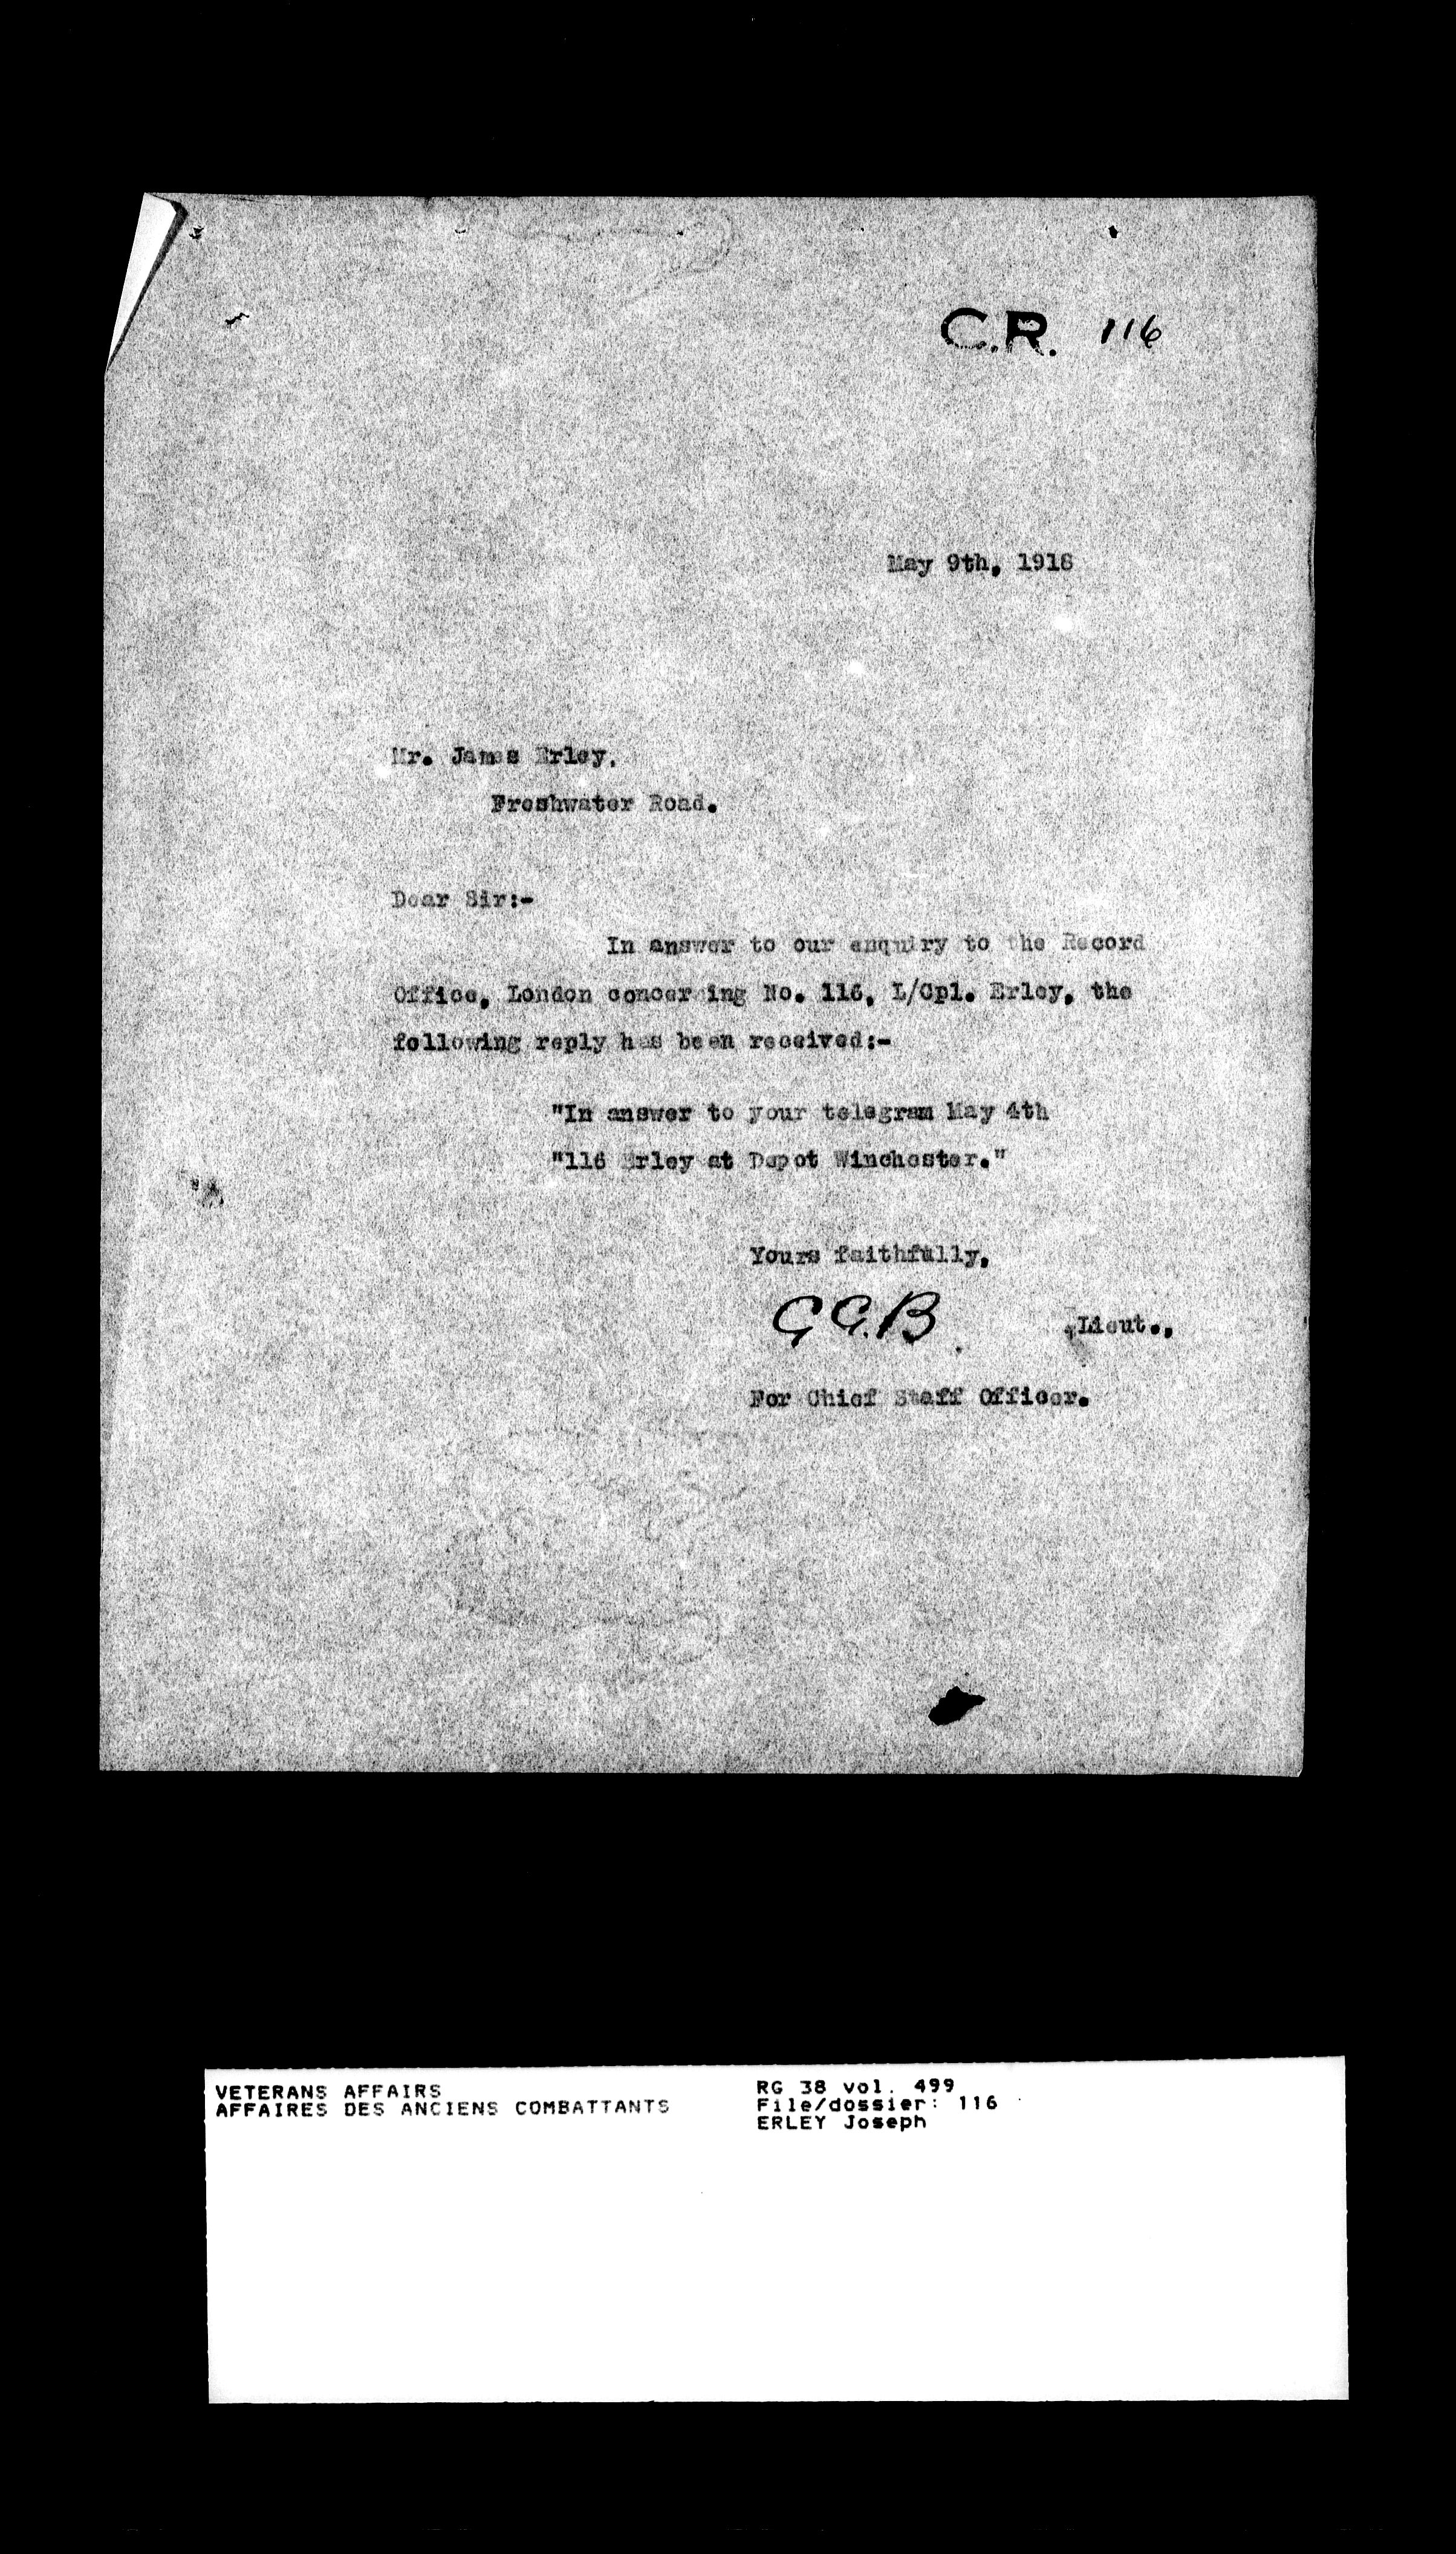 C.R. 116
May 9th, 1918
Mr. James Erley,
Freshwater Road.
Dear Sir:-
In answer to our enquiry to the Record
Office, London concerning No. 116, L/Cpl. Erley, the
following reply has been received:-
"In answer to your telegram May 4th
"116 Erley at Depot Winchester."
Yours faithfully,
G G.B. Lieut.,
For Chief Staff Officer.
VETERANS AFFAIRS
AFFAIRES DES ANCIENS COMBATTANTS
RG 38 vol. 499
File/dossier: 116
ERLEY Joseph